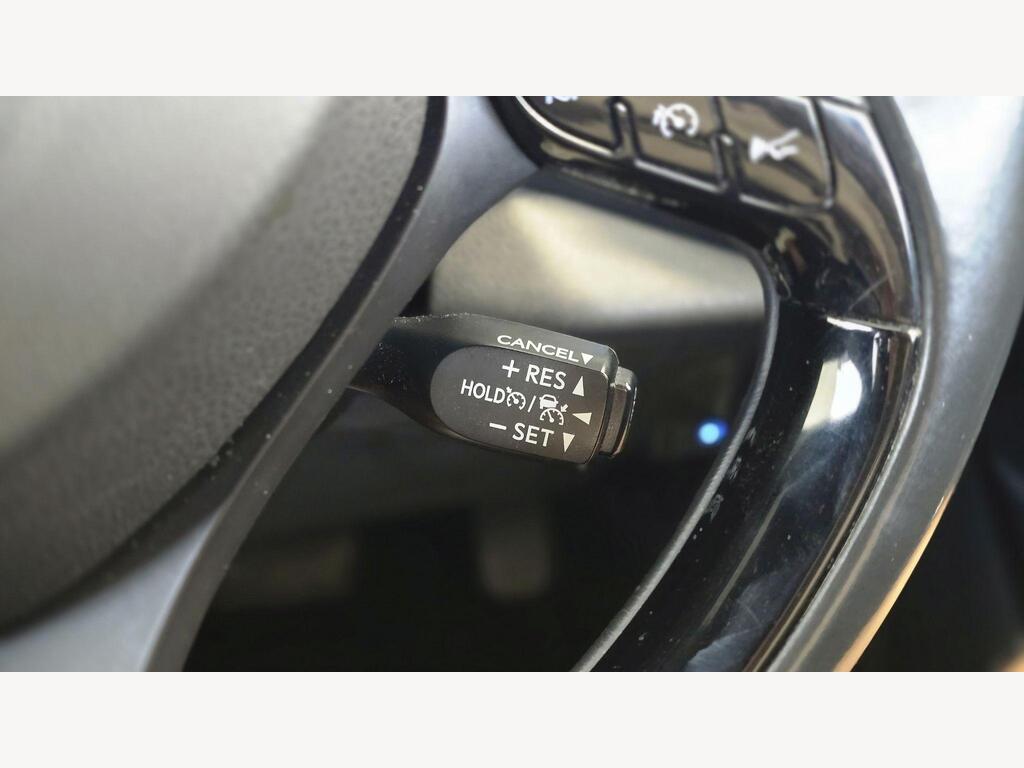 CANCEL
+ RES
HOLD /
- SET